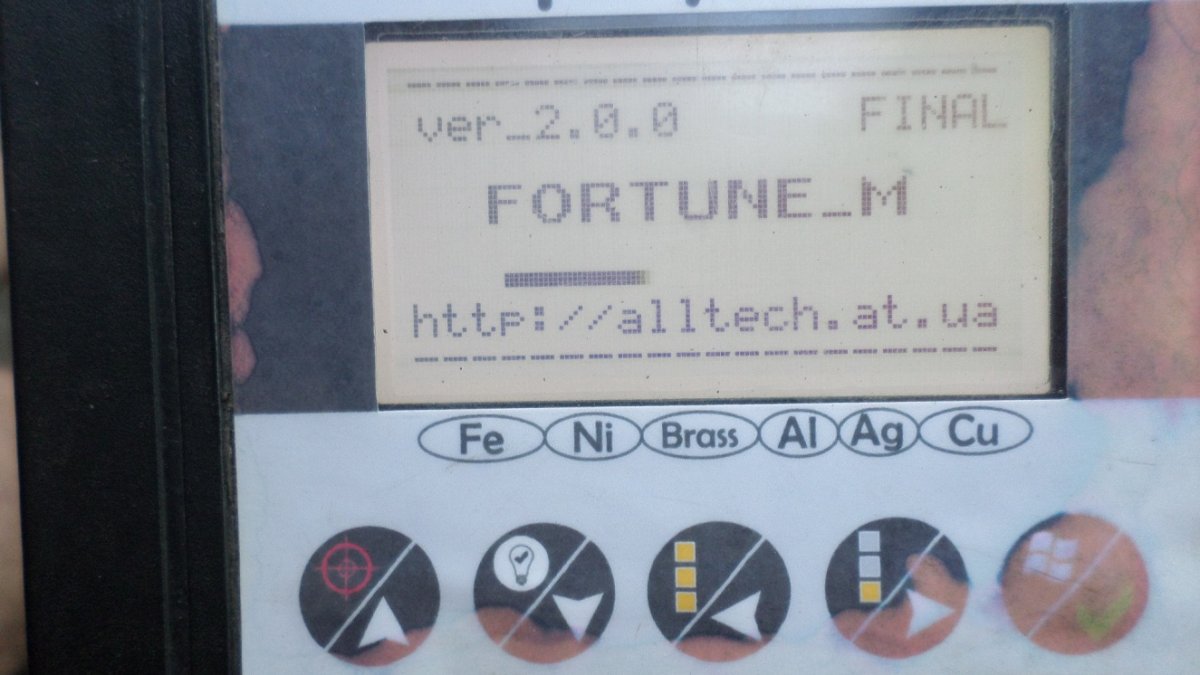 ver_2.0.0 FINAL
FORTUNE_M
http://alltech.at.ua
Fe Ni Brass Al Ag Cu